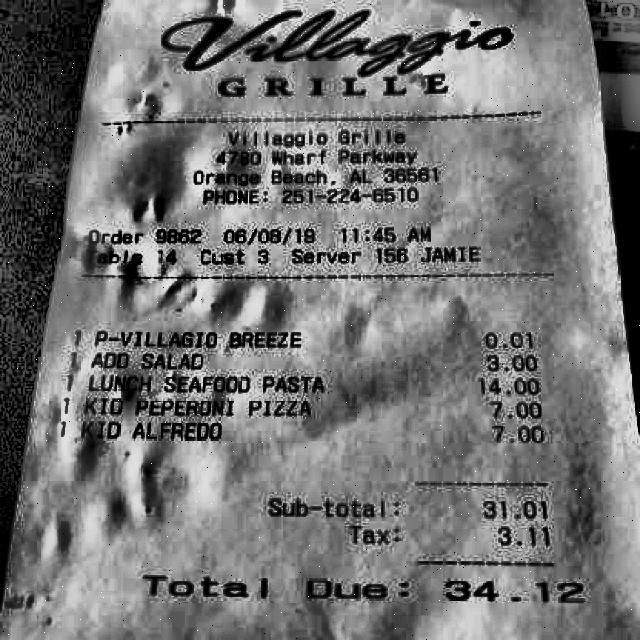 Villaggio
GRILLE
Villaggio Grille
4780 Wharf Parkway
Orange Beach, AL 36561
PHONE: 251-224-6510
Order 9862 06/08/19 11:45 AM
Table 14 Cust 3 Server 156 JAMIE
1 P-VILLAGIO BREEZE 0.01
1 ADD SALAD 3.00
1 LUNCH SEAFOOD PASTA 14.00
1 KID PEPERONI PIZZA 7.00
1 KID ALFREDO 7.00
Sub-total: 31.01
Tax: 3.11
Total Due: 34.12